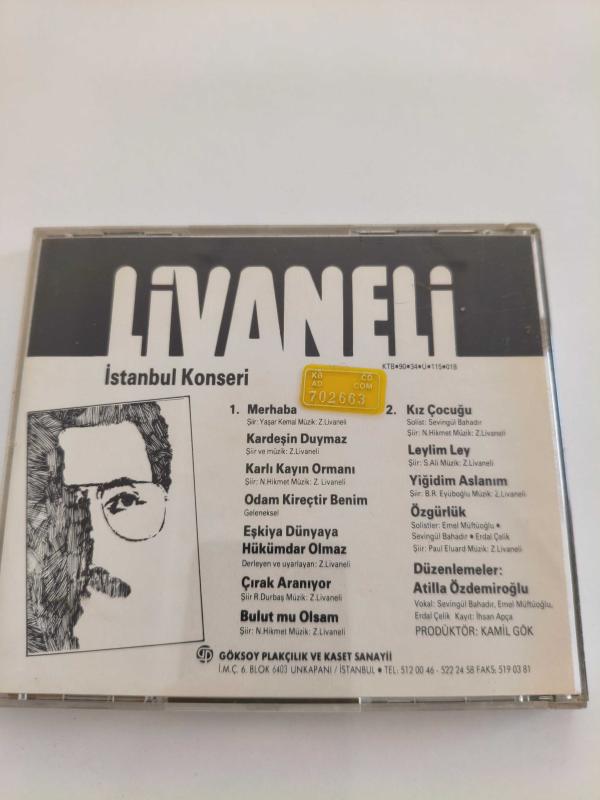 LiVANELi
İstanbul Konseri
KTB●90●34●Ü●115●018
KB CD
AD COM
702663
1. Merhaba
Şiir: Yaşar Kemal Müzik: Z.Livaneli
Kardeşin Duymaz
Şiir ve müzik: Z.Livaneli
Karlı Kayın Ormanı
Şiir: N.Hikmet Müzik: Z.Livaneli
Odam Kireçtir Benim
Geleneksel
Eşkiya Dünyaya
Hükümdar Olmaz
Derleyen ve uyarlayan: Z.Livaneli
Çırak Aranıyor
Şiir R.Durbaş Müzik: Z.Livaneli
Bulut mu Olsam
Şiir: N.Hikmet Müzik: Z.Livaneli
2. Kız Çocuğu
Solist: Sevingül Bahadır
Şiir: N.Hikmet Müzik: Z.Livaneli
Leylim Ley
Şiir: S.Ali Müzik: Z.Livaneli
Yiğidim Aslanım
Şiir: B.R. Eyüboğlu Müzik: Z.Livaneli
Özgürlük
Solistler: Emel Müftüoğlu ●
Sevingül Bahadır ● Erdal Çelik
Şiir: Paul Eluard Müzik: Z.Livaneli
Düzenlemeler:
Atilla Özdemiroğlu
Vokal: Sevingül Bahadır, Emel Müftüoğlu,
Erdal Çelik Kayıt: İhsan Apça
PRODÜKTÖR: KAMİL GÖK
GÖKSOY PLAKÇILIK VE KASET SANAYİİ
İ.M.Ç. 6. BLOK 6403 UNKAPANI / İSTANBUL ● TEL: 512 00 46 - 522 24 58 FAKS: 519 03 81